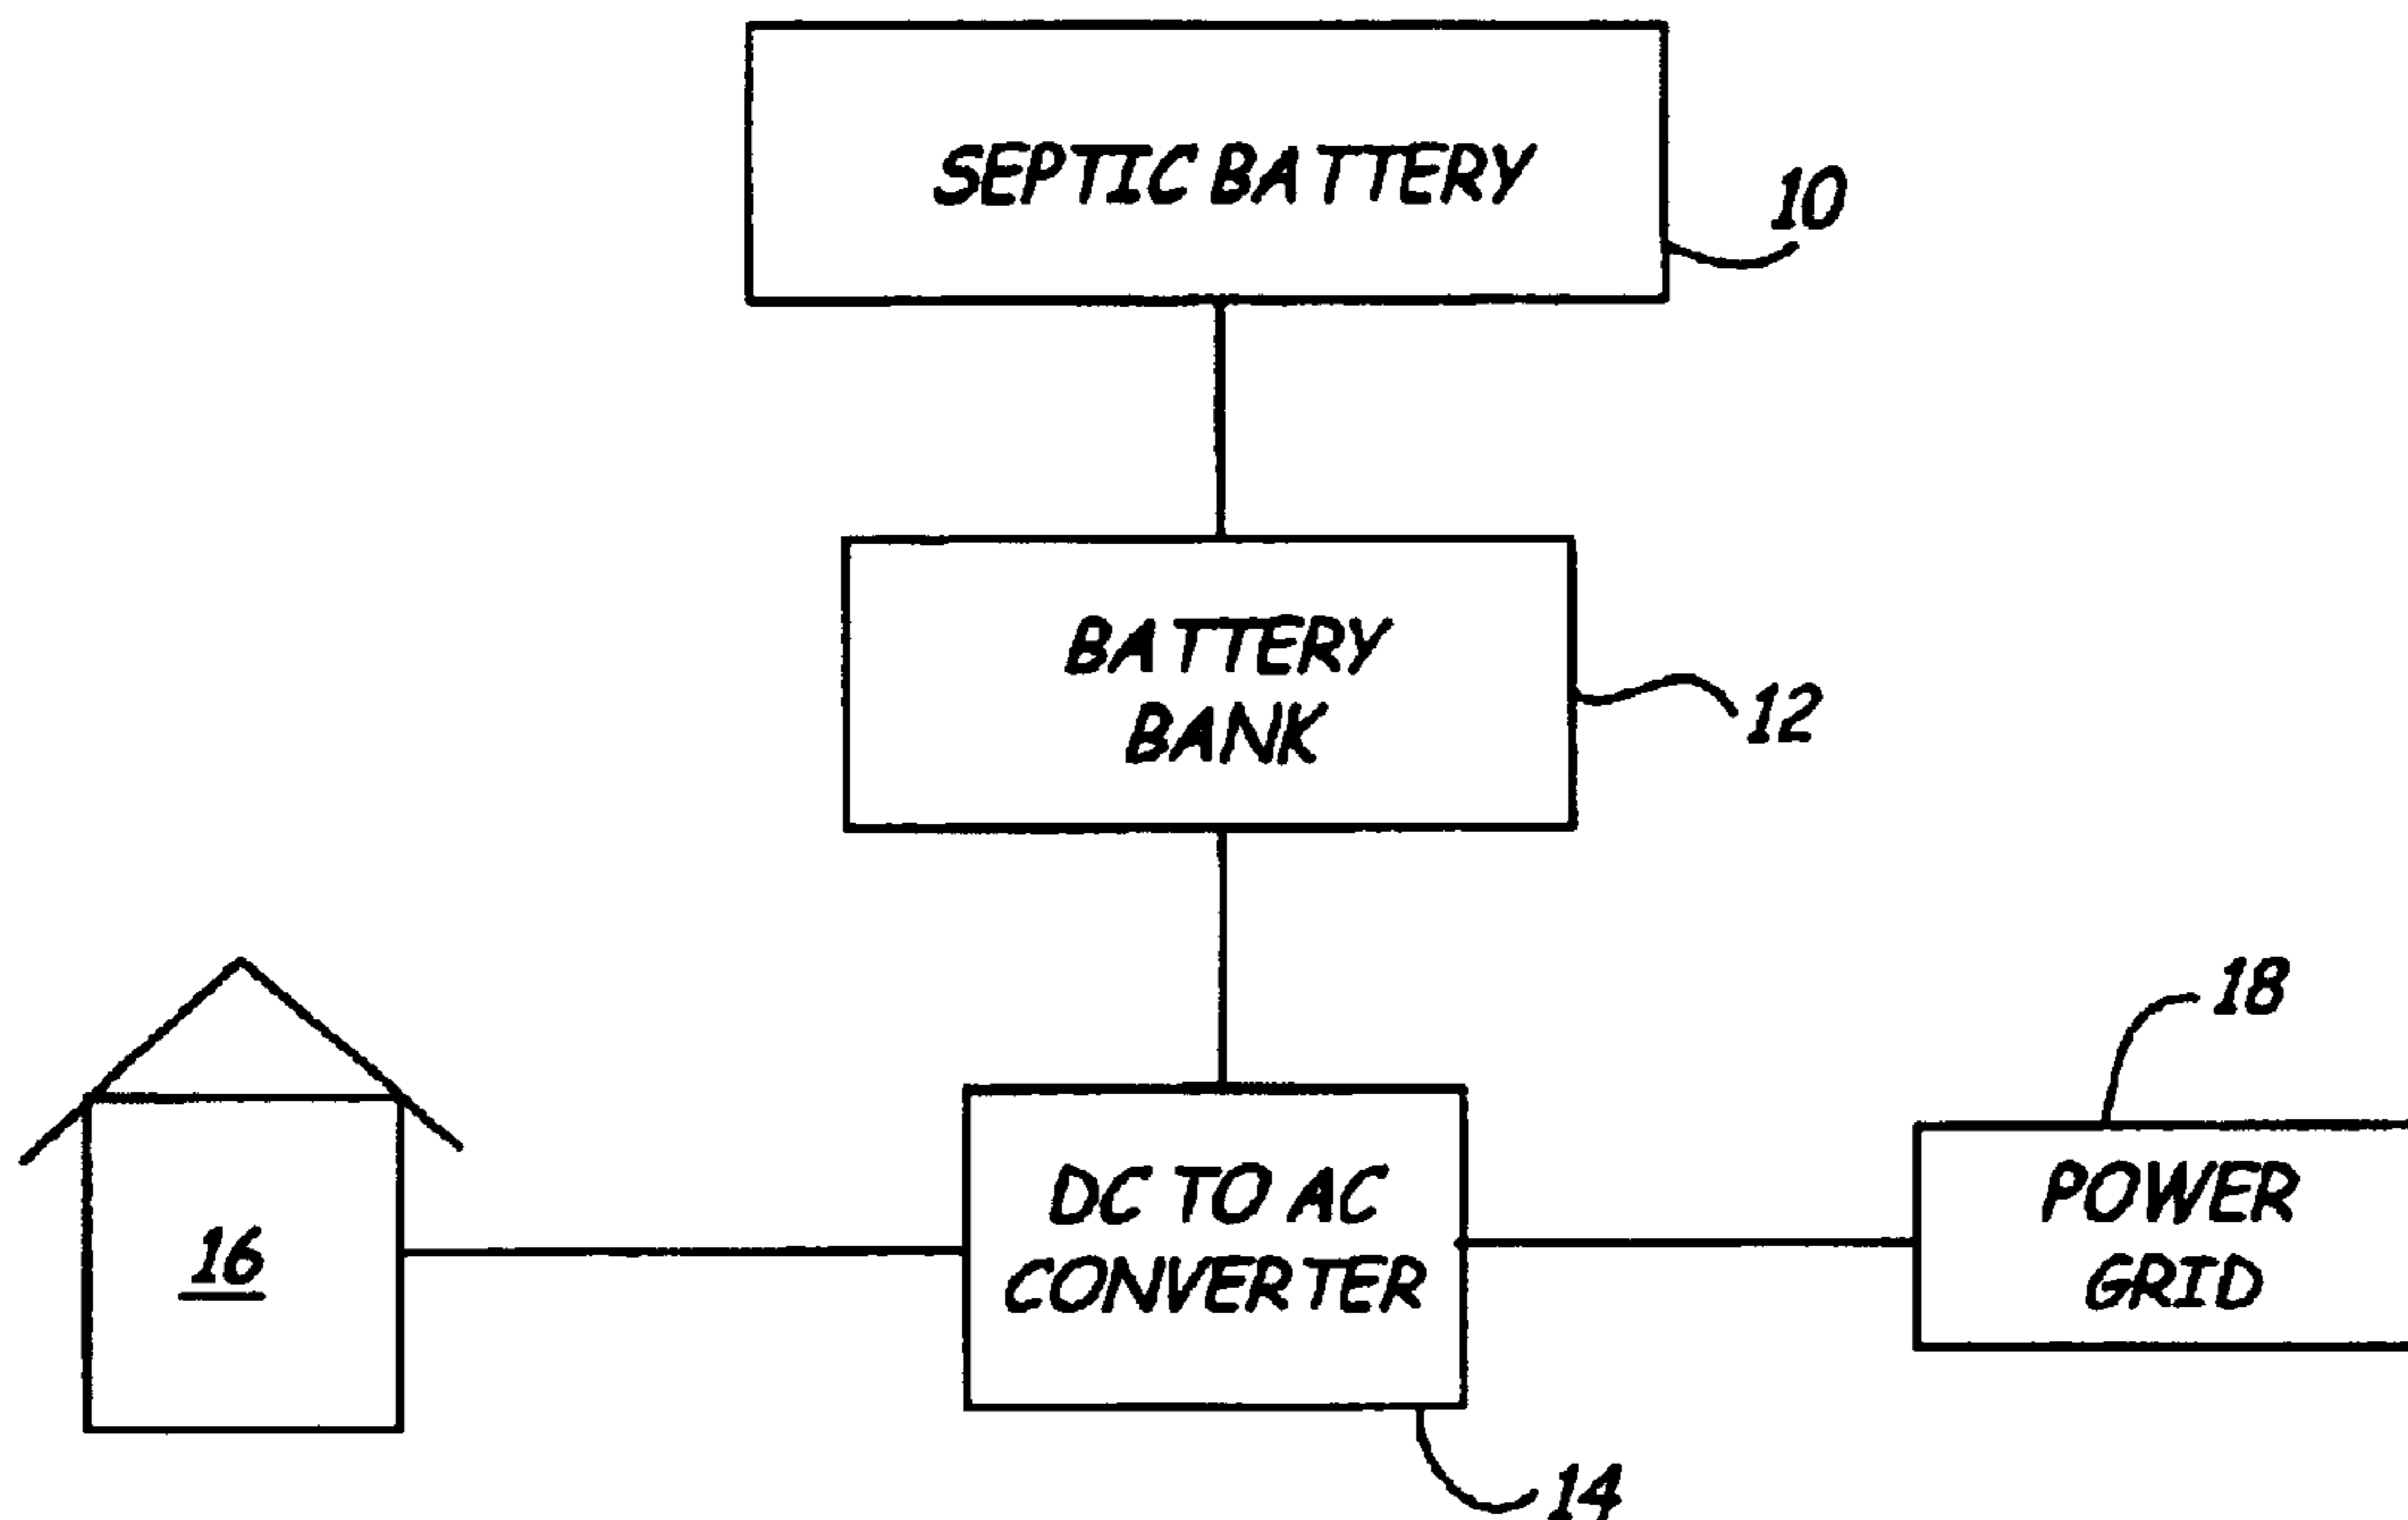 SEPTIC BATTERY
10
BATTERY
BANK
12
18
DC TO AC
CONVERTER
POWER
GRID
16
14